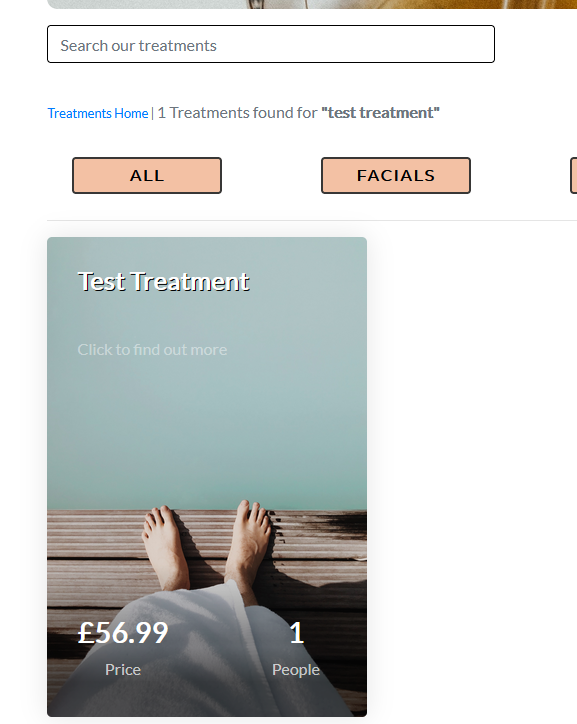 Search our treatments
Treatments Home | 1 Treatments found for "test treatment"
ALL FACIALS
Test Treatment
Click to find out more
£56.99 1
Price People